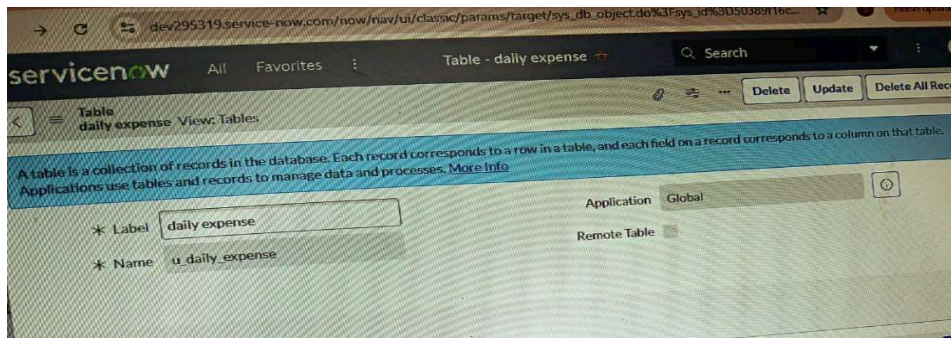 dev295319.service-now.com/now/nav/ui/classic/params/target/sys_db_object.do%3Fsys_id%3D50389f16c...
servicenow All Favorites Table - daily expense Search
Table
daily expense View: Tables
Delete Update Delete All Rec
A table is a collection of records in the database. Each record corresponds to a row in a table, and each field on a record corresponds to a column on that table.
Applications use tables and records to manage data and processes. More Info
* Label daily expense
Application Global
* Name u_daily_expense
Remote Table